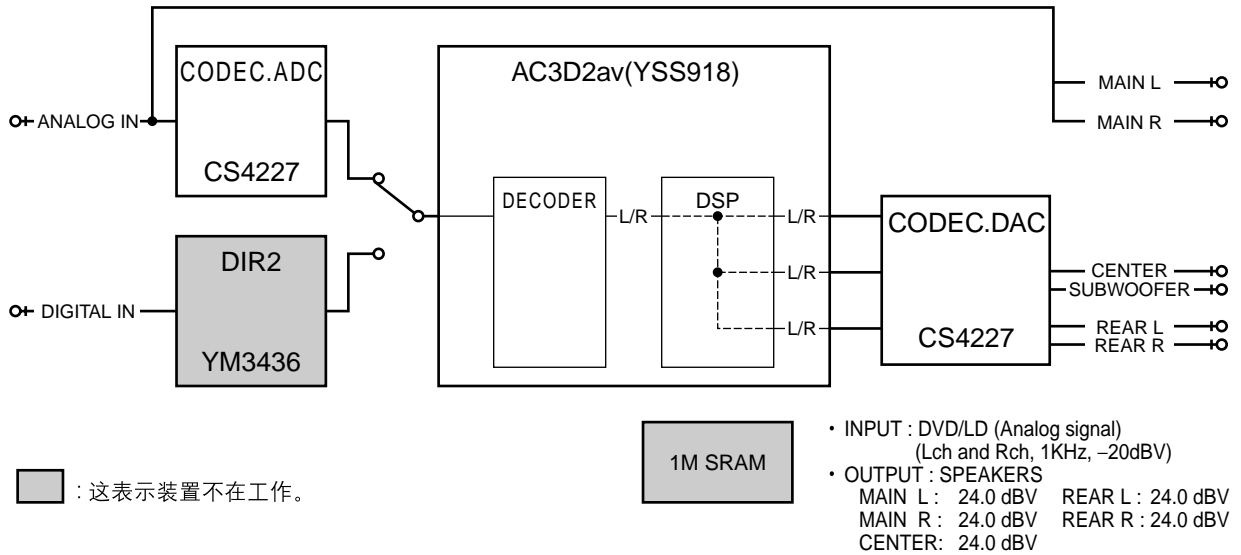 CODEC.ADC
CS4227
ANALOG IN
DIR2
YM3436
DIGITAL IN
AC3D2av(YSS918)
DECODER
L/R
DSP
L/R
L/R
L/R
CODEC.DAC
CS4227
MAIN L
MAIN R
CENTER
SUBWOOFER
REAR L
REAR R
: 这表示装置不在工作。
1M SRAM
・ INPUT : DVD/LD (Analog signal)
(Lch and Rch, 1KHz, –20dBV)
・ OUTPUT : SPEAKERS
MAIN L : 24.0 dBV REAR L : 24.0 dBV
MAIN R : 24.0 dBV REAR R : 24.0 dBV
CENTER: 24.0 dBV